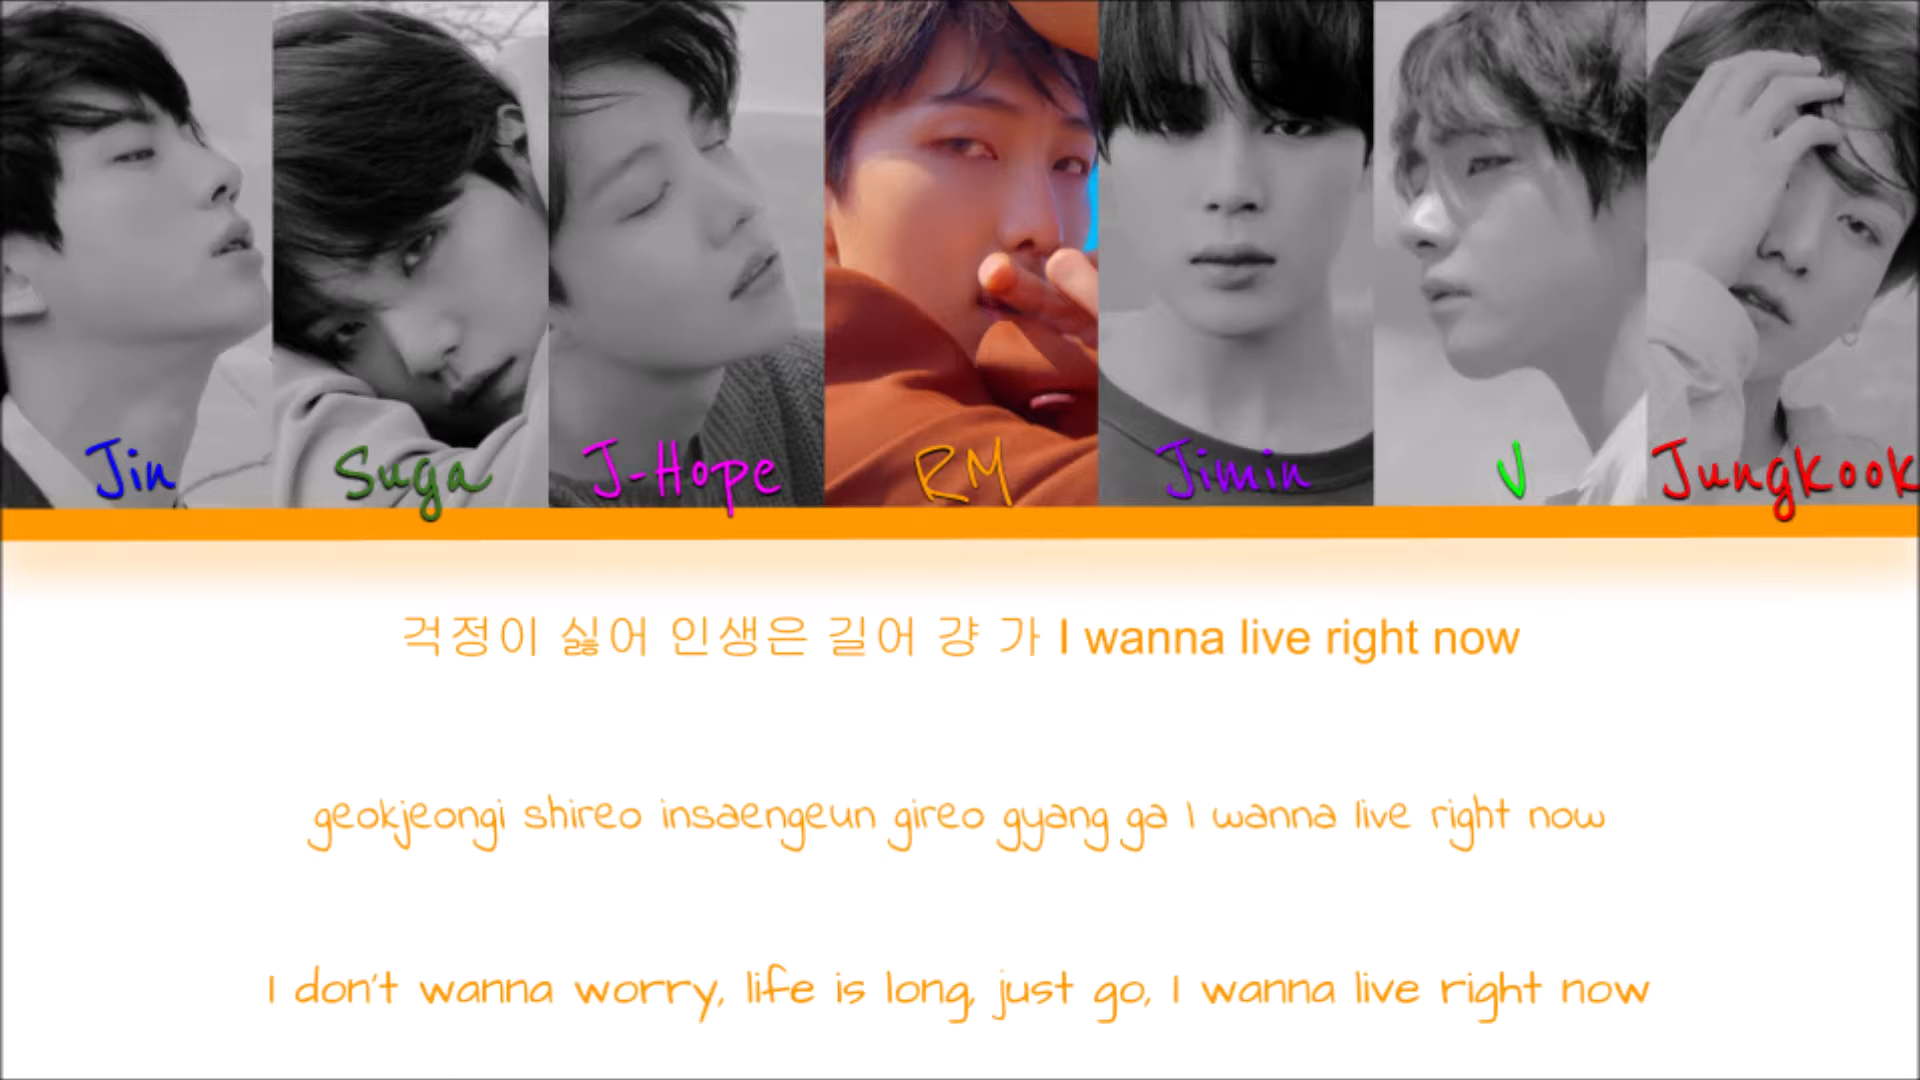 Jin
Suga
J-Hope
RM
Jimin
V
Jungkook
걱정이 싫어 인생은 길어 걍 가 I wanna live right now
geokjeongi shireo insaengeun gireo gyang ga I wanna live right now
I don't wanna worry, life is long, just go, I wanna live right now